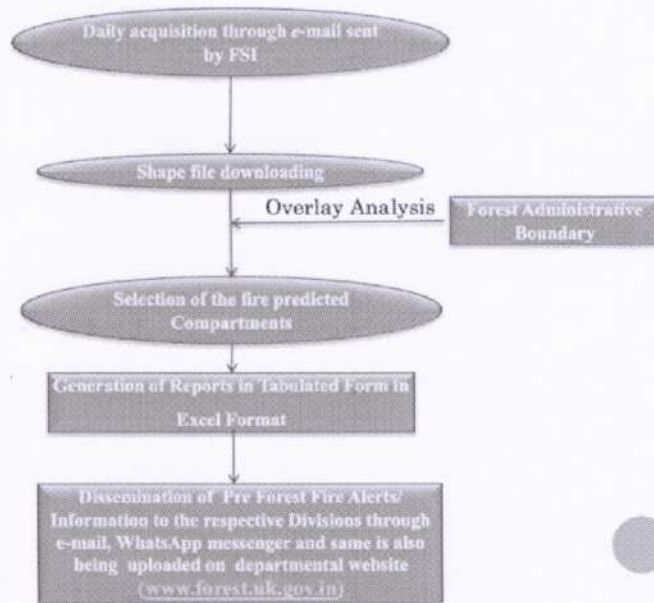 Daily acquisition through e-mail sent
by FSI
Shape file downloading
Overlay Analysis
Forest Administrative
Boundary
Selection of the fire predicted
Compartments
Generation of Reports in Tabulated Form in
Excel Format
Dissemination of Pre Forest Fire Alerts/
Information to the respective Divisions through
e-mail, WhatsApp messenger and same is also
being uploaded on departmental website
(www.forest.uk.gov.in)